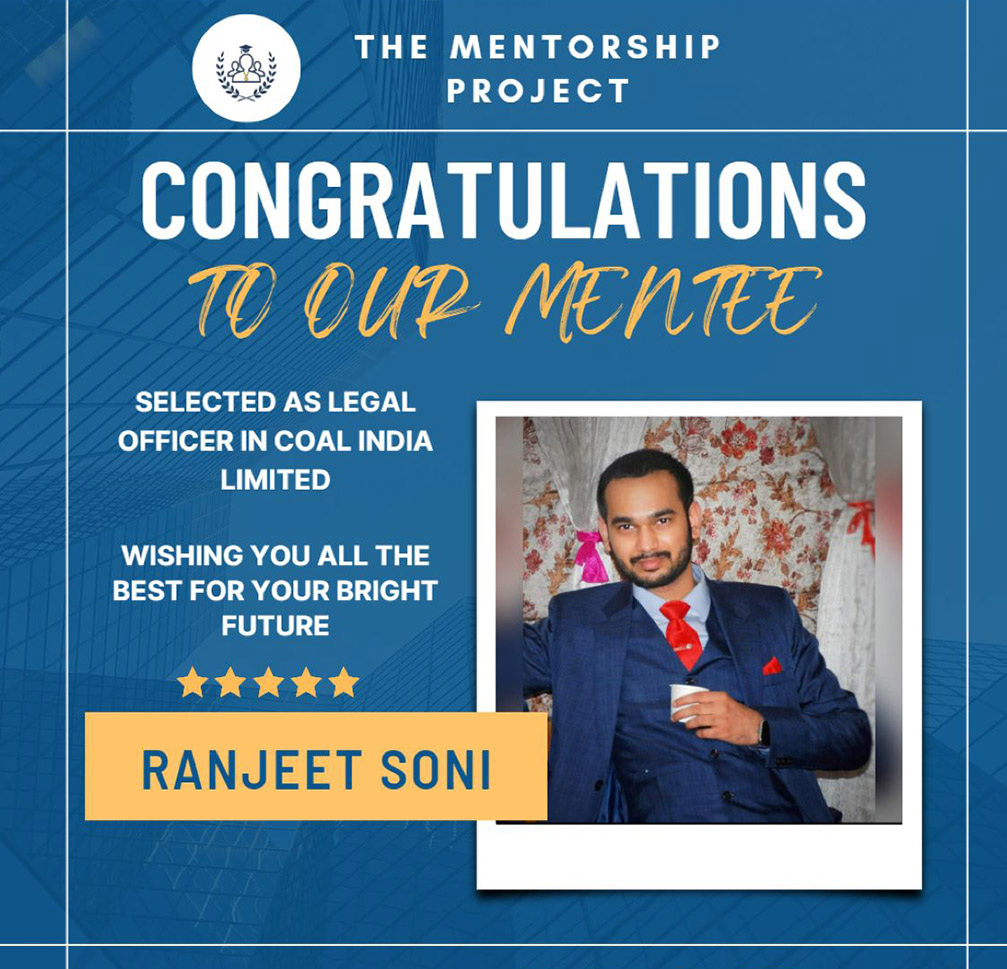 THE MENTORSHIP
PROJECT
CONGRATULATIONS
TO OUR MENTEE
SELECTED AS LEGAL
OFFICER IN COAL INDIA
LIMITED
WISHING YOU ALL THE
BEST FOR YOUR BRIGHT
FUTURE
RANJEET SONI